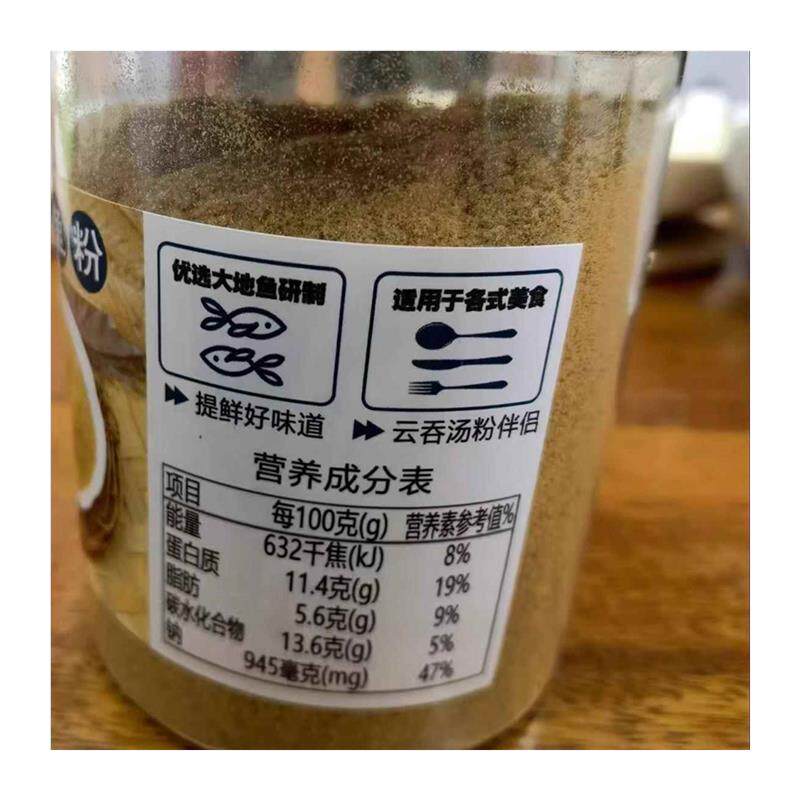 粉
优选大地鱼研制
适用于各式美食
提鲜好味道
云吞汤粉伴侣
营养成分表
项目 每100克(g) 营养素参考值%
能量 632千焦(kJ) 8%
蛋白质 11.4克(g) 19%
脂肪 5.6克(g) 9%
碳水化合物 13.6克(g) 5%
钠 945毫克(mg) 47%